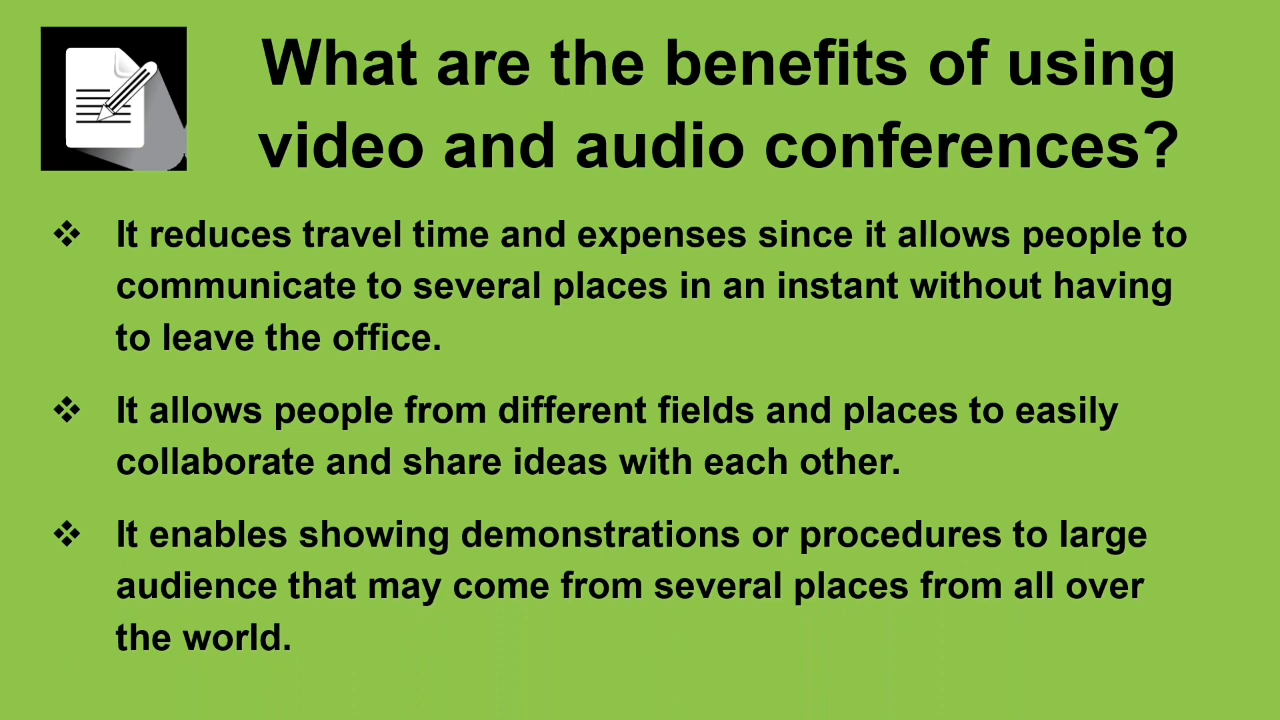 What are the benefits of using
video and audio conferences?
❖ It reduces travel time and expenses since it allows people to
communicate to several places in an instant without having
to leave the office.
❖ It allows people from different fields and places to easily
collaborate and share ideas with each other.
❖ It enables showing demonstrations or procedures to large
audience that may come from several places from all over
the world.